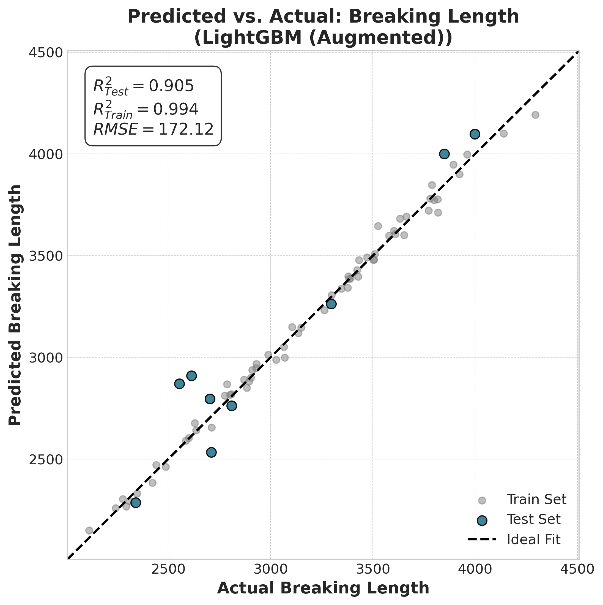 Predicted vs. Actual: Breaking Length
(LightGBM (Augmented))
R²Test = 0.905
R²Train = 0.994
RMSE = 172.12
Predicted Breaking Length
4500
4000
3500
3000
2500
Train Set
Test Set
Ideal Fit
2500 3000 3500 4000 4500
Actual Breaking Length